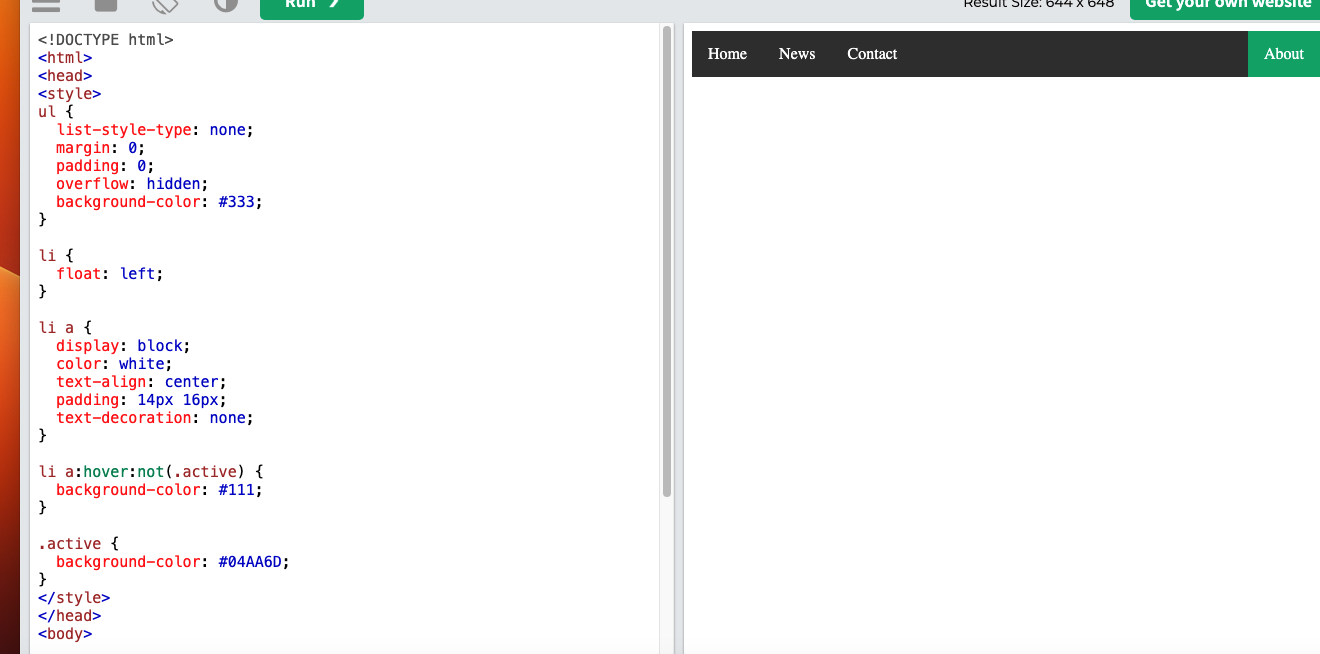 Run ❯
Result Size: 644 x 648
Get your own website
<!DOCTYPE html>
<html>
<head>
<style>
ul {
  list-style-type: none;
  margin: 0;
  padding: 0;
  overflow: hidden;
  background-color: #333;
}

li {
  float: left;
}

li a {
  display: block;
  color: white;
  text-align: center;
  padding: 14px 16px;
  text-decoration: none;
}

li a:hover:not(.active) {
  background-color: #111;
}

.active {
  background-color: #04AA6D;
}
</style>
</head>
<body>
Home News Contact About